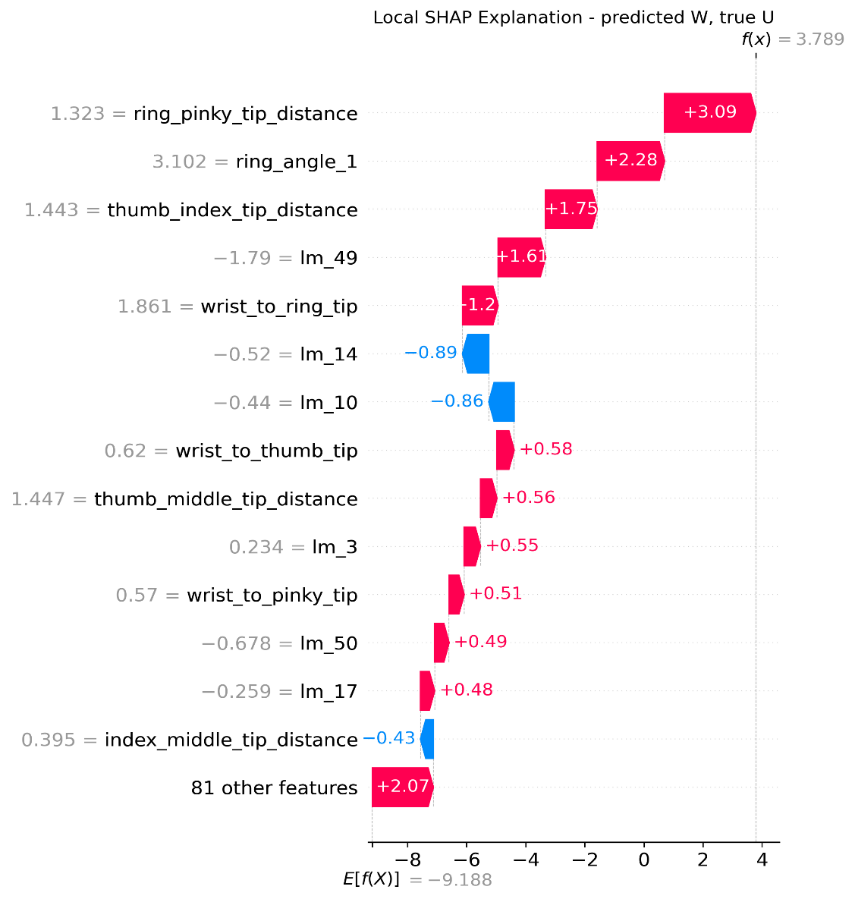 Local SHAP Explanation - predicted W, true U
f(x) = 3.789
1.323 = ring_pinky_tip_distance +3.09
3.102 = ring_angle_1 +2.28
1.443 = thumb_index_tip_distance +1.75
−1.79 = lm_49 +1.61
1.861 = wrist_to_ring_tip +1.2
−0.52 = lm_14 −0.89
−0.44 = lm_10 −0.86
0.62 = wrist_to_thumb_tip +0.58
1.447 = thumb_middle_tip_distance +0.56
0.234 = lm_3 +0.55
0.57 = wrist_to_pinky_tip +0.51
−0.678 = lm_50 +0.49
−0.259 = lm_17 +0.48
0.395 = index_middle_tip_distance −0.43
81 other features +2.07
−8 −6 −4 −2 0 2 4
E[f(X)] = −9.188